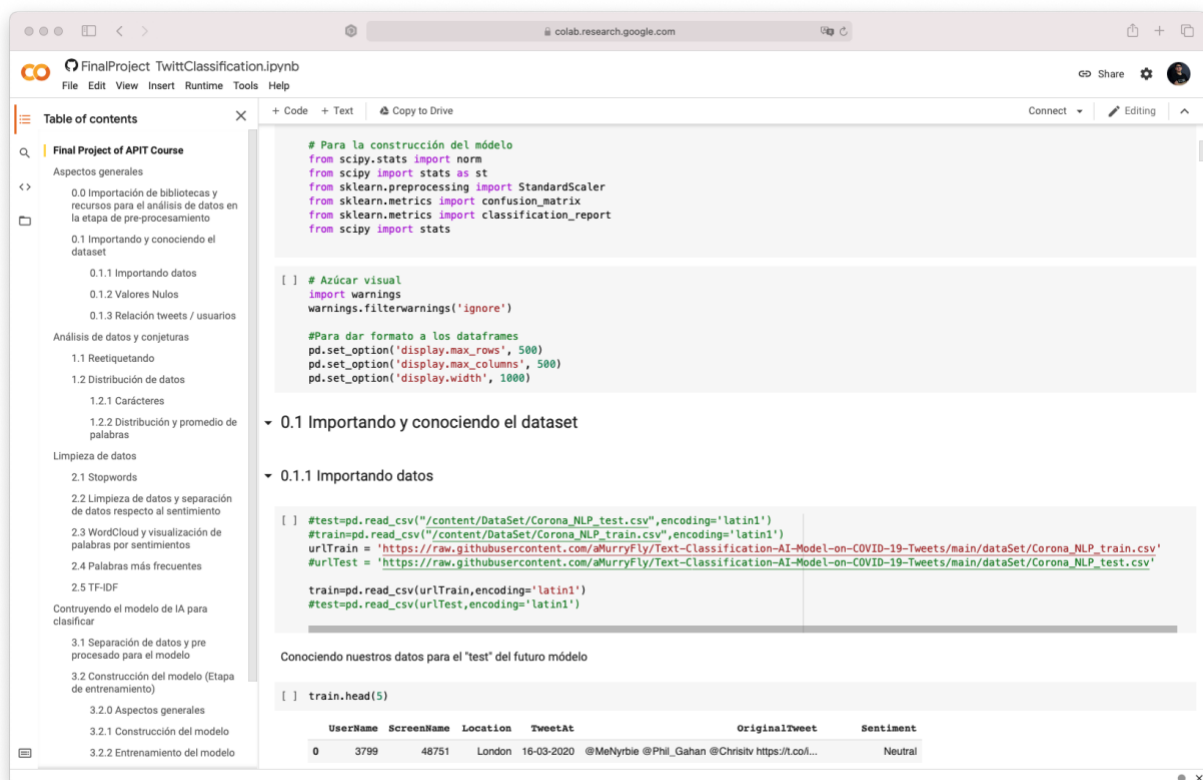 colab.research.google.com
FinalProject TwittClassification.ipynb
File Edit View Insert Runtime Tools Help
Share
+ Code + Text Copy to Drive
Connect Editing
Table of contents
Final Project of APIT Course
Aspectos generales
0.0 Importación de bibliotecas y
recursos para el análisis de datos en
la etapa de pre-procesamiento
0.1 Importando y conociendo el
dataset
0.1.1 Importando datos
0.1.2 Valores Nulos
0.1.3 Relación tweets / usuarios
Análisis de datos y conjeturas
1.1 Reetiquetando
1.2 Distribución de datos
1.2.1 Carácteres
1.2.2 Distribución y promedio de
palabras
Limpieza de datos
2.1 Stopwords
2.2 Limpieza de datos y separación
de datos respecto al sentimiento
2.3 WordCloud y visualización de
palabras por sentimientos
2.4 Palabras más frecuentes
2.5 TF-IDF
Contruyendo el modelo de IA para
clasificar
3.1 Separación de datos y pre
procesado para el modelo
3.2 Construcción del modelo (Etapa
de entrenamiento)
3.2.0 Aspectos generales
3.2.1 Construcción del modelo
3.2.2 Entrenamiento del modelo
# Para la construcción del módelo
from scipy.stats import norm
from scipy import stats as st
from sklearn.preprocessing import StandardScaler
from sklearn.metrics import confusion_matrix
from sklearn.metrics import classification_report
from scipy import stats
[ ] # Azúcar visual
import warnings
warnings.filterwarnings('ignore')
#Para dar formato a los dataframes
pd.set_option('display.max_rows', 500)
pd.set_option('display.max_columns', 500)
pd.set_option('display.width', 1000)
0.1 Importando y conociendo el dataset
0.1.1 Importando datos
[ ] #test=pd.read_csv("/content/DataSet/Corona_NLP_test.csv",encoding='latin1')
#train=pd.read_csv("/content/DataSet/Corona_NLP_train.csv",encoding='latin1')
urlTrain = 'https://raw.githubusercontent.com/aMurryFly/Text-Classification-AI-Model-on-COVID-19-Tweets/main/dataSet/Corona_NLP_train.csv'
#urlTest = 'https://raw.githubusercontent.com/aMurryFly/Text-Classification-AI-Model-on-COVID-19-Tweets/main/dataSet/Corona_NLP_test.csv'
train=pd.read_csv(urlTrain,encoding='latin1')
#test=pd.read_csv(urlTest,encoding='latin1')
Conociendo nuestros datos para el "test" del futuro módelo
[ ] train.head(5)
UserName ScreenName Location TweetAt OriginalTweet Sentiment
0 3799 48751 London 16-03-2020 @MeNyrbie @Phil_Gahan @Chrisitv https://t.co/i... Neutral